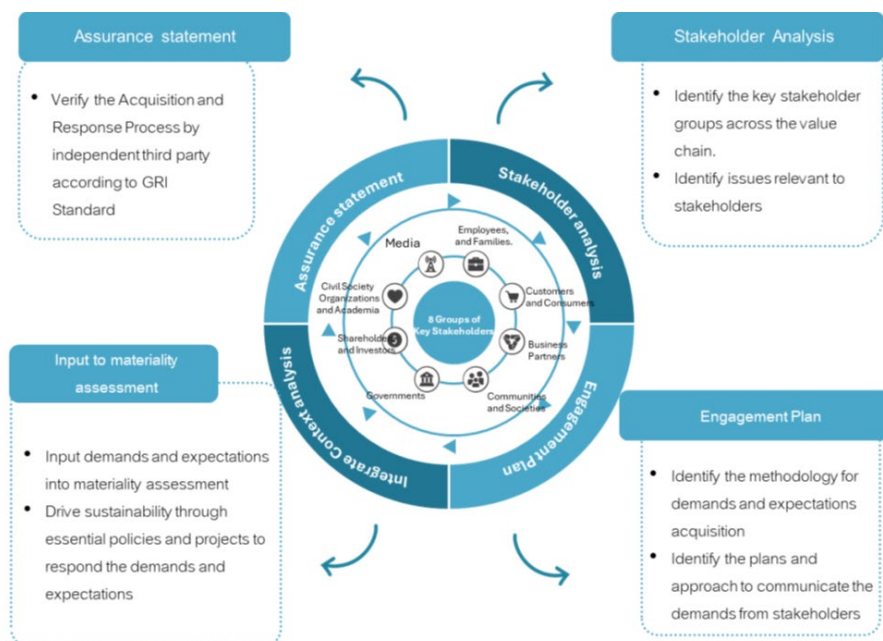 Assurance statement
Verify the Acquisition and
Response Process by
independent third party
according to GRI
Standard
Stakeholder Analysis
Identify the key stakeholder
groups across the value
chain.
Identify issues relevant to
stakeholders
Assurance statement
Stakeholder analysis
Engagement Plan
Integrate Context analysis
Media
Employees,
and Families.
Customers
and Consumers
Business
Partners
Communities
and Societies
Governments
Shareholders
and Investors
Civil Society
Organizations
and Academia
8 Groups of
Key Stakeholders
Input to materiality
assessment
Input demands and expectations
into materiality assessment
Drive sustainability through
essential policies and projects to
respond the demands and
expectations
Engagement Plan
Identify the methodology for
demands and expectations
acquisition
Identify the plans and
approach to communicate the
demands from stakeholders